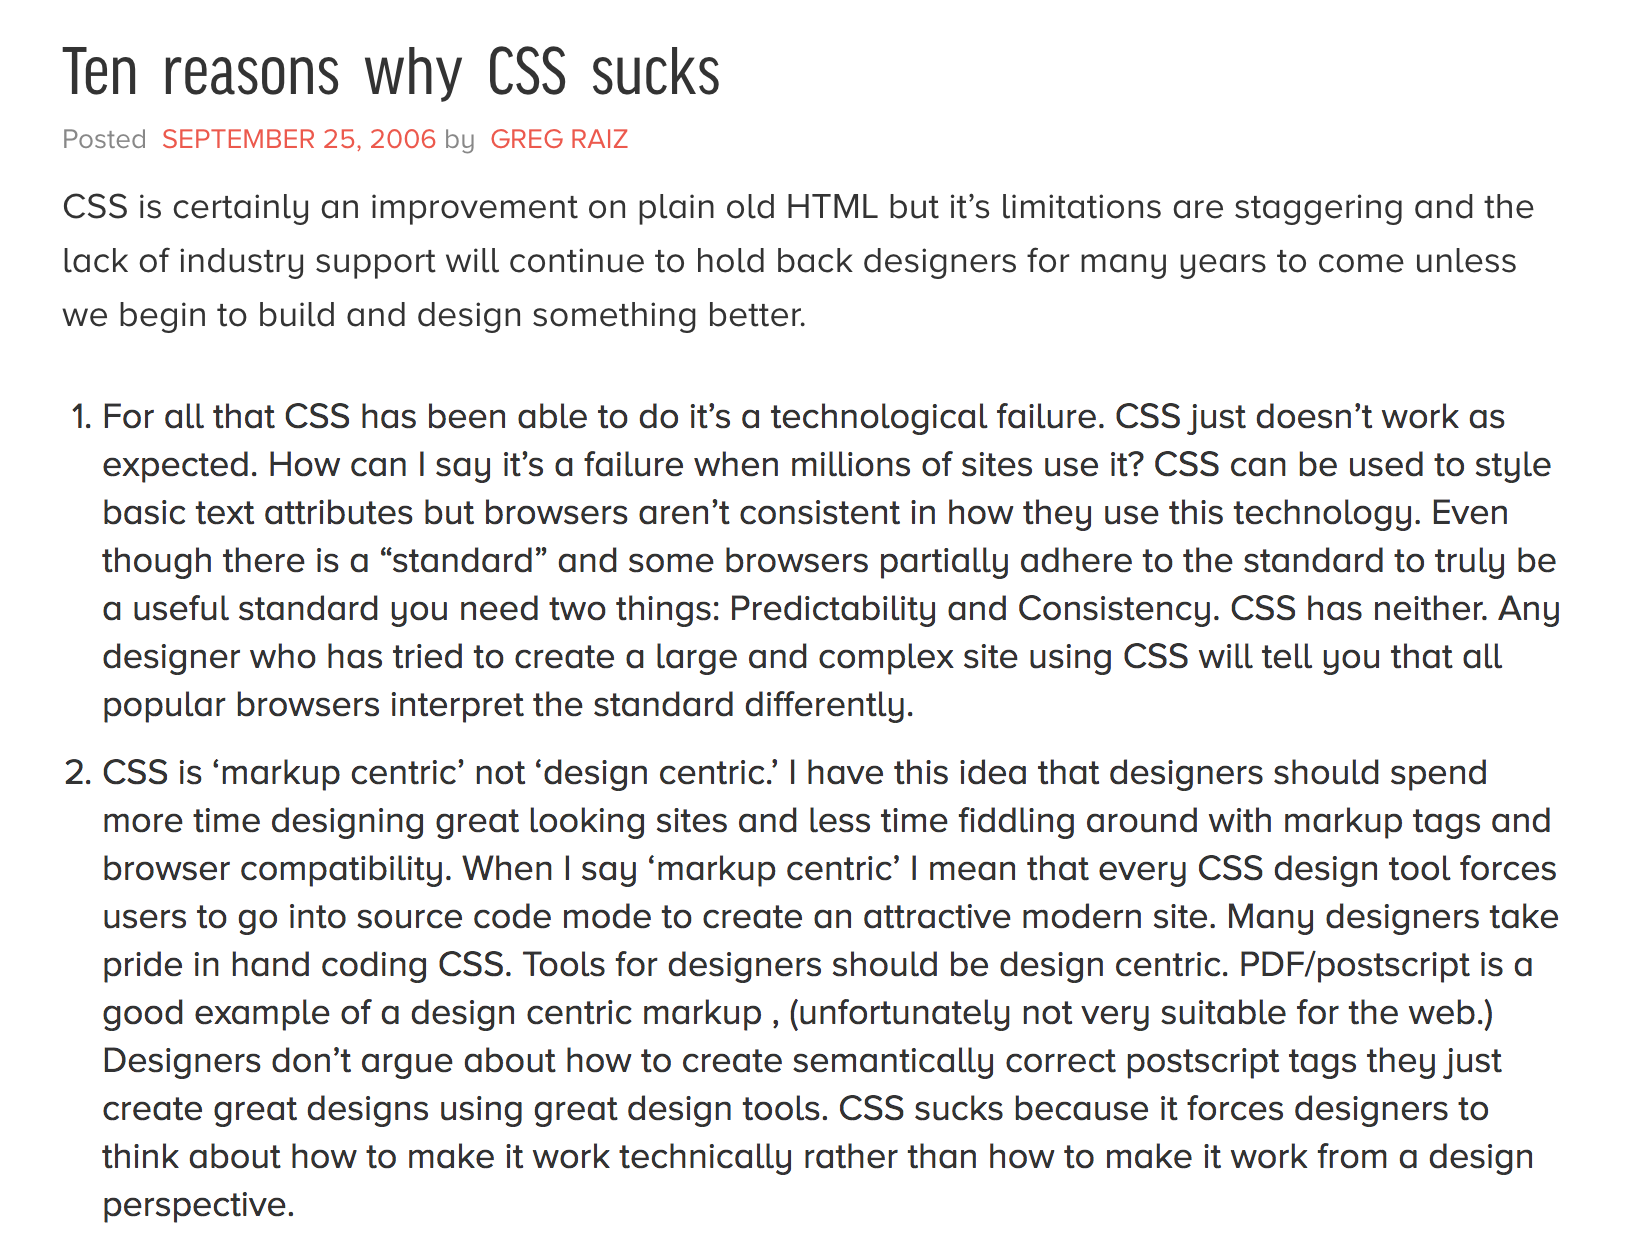 Ten reasons why CSS sucks
Posted SEPTEMBER 25, 2006 by GREG RAIZ
CSS is certainly an improvement on plain old HTML but it’s limitations are staggering and the
lack of industry support will continue to hold back designers for many years to come unless
we begin to build and design something better.
1. For all that CSS has been able to do it’s a technological failure. CSS just doesn’t work as
expected. How can I say it’s a failure when millions of sites use it? CSS can be used to style
basic text attributes but browsers aren’t consistent in how they use this technology. Even
though there is a “standard” and some browsers partially adhere to the standard to truly be
a useful standard you need two things: Predictability and Consistency. CSS has neither. Any
designer who has tried to create a large and complex site using CSS will tell you that all
popular browsers interpret the standard differently.
2. CSS is ‘markup centric’ not ‘design centric.’ I have this idea that designers should spend
more time designing great looking sites and less time fiddling around with markup tags and
browser compatibility. When I say ‘markup centric’ I mean that every CSS design tool forces
users to go into source code mode to create an attractive modern site. Many designers take
pride in hand coding CSS. Tools for designers should be design centric. PDF/postscript is a
good example of a design centric markup , (unfortunately not very suitable for the web.)
Designers don’t argue about how to create semantically correct postscript tags they just
create great designs using great design tools. CSS sucks because it forces designers to
think about how to make it work technically rather than how to make it work from a design
perspective.